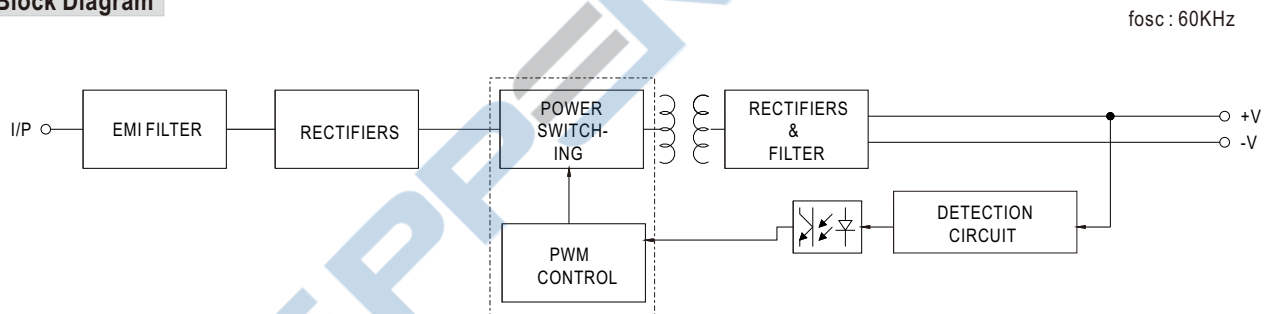 Block Diagram
fosc : 60KHz
I/P
EMI FILTER
RECTIFIERS
POWER
SWITCH-
ING
RECTIFIERS
&
FILTER
+V
-V
DETECTION
CIRCUIT
PWM
CONTROL